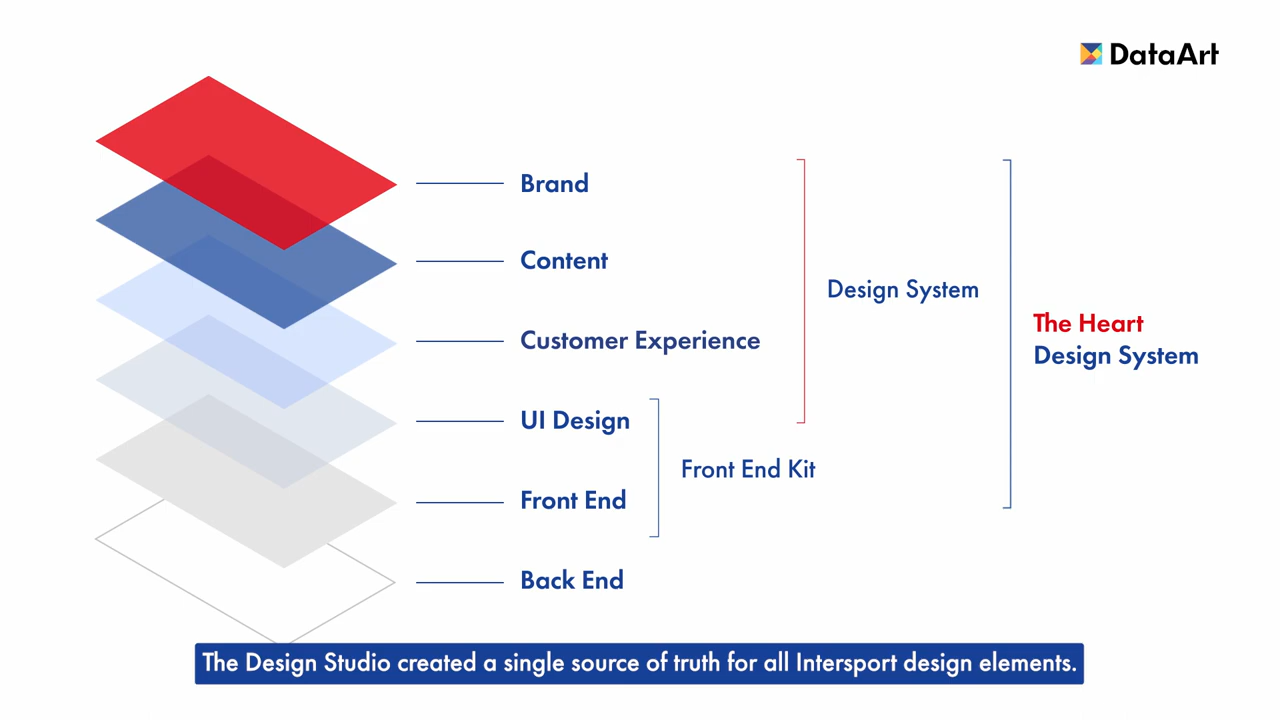 DataArt
Brand
Content
Customer Experience
UI Design
Front End
Back End
Design System
Front End Kit
The Heart
Design System
The Design Studio created a single source of truth for all Intersport design elements.